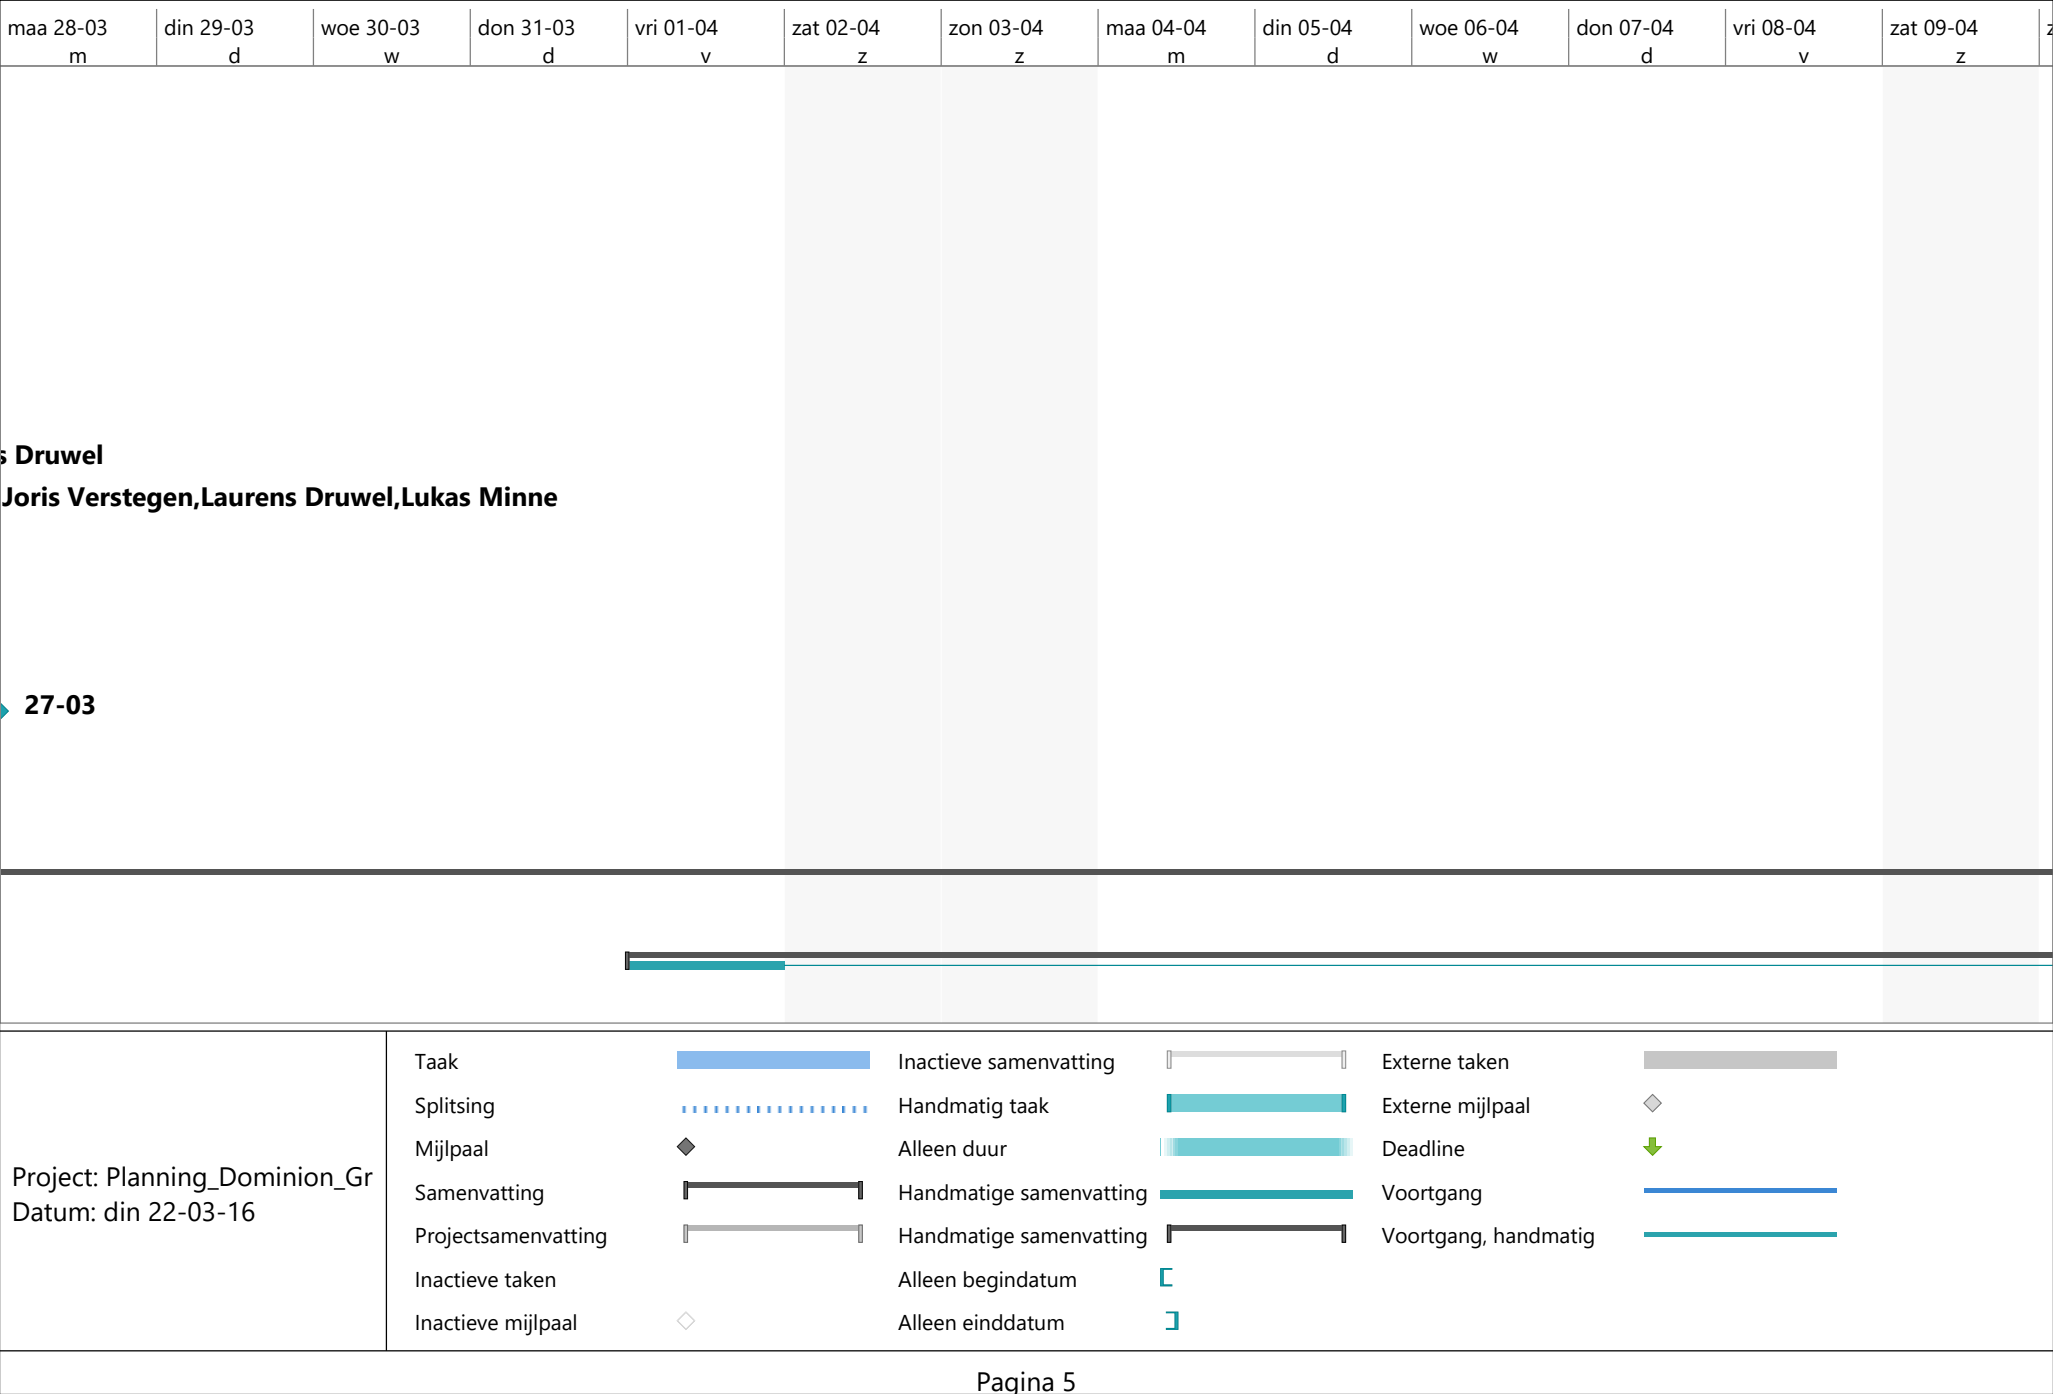 maa 28-03 din 29-03 woe 30-03 don 31-03 vri 01-04 zat 02-04 zon 03-04 maa 04-04 din 05-04 woe 06-04 don 07-04 vri 08-04 zat 09-04 z
m d w d v z z m d w d v z
s Druwel
Joris Verstegen,Laurens Druwel,Lukas Minne
27-03
Project: Planning_Dominion_Gr
Datum: din 22-03-16
Taak
Splitsing
Mijlpaal
Samenvatting
Projectsamenvatting
Inactieve taken
Inactieve mijlpaal
Inactieve samenvatting
Handmatig taak
Alleen duur
Handmatige samenvatting
Handmatige samenvatting
Alleen begindatum
Alleen einddatum
Externe taken
Externe mijlpaal
Deadline
Voortgang
Voortgang, handmatig
Pagina 5